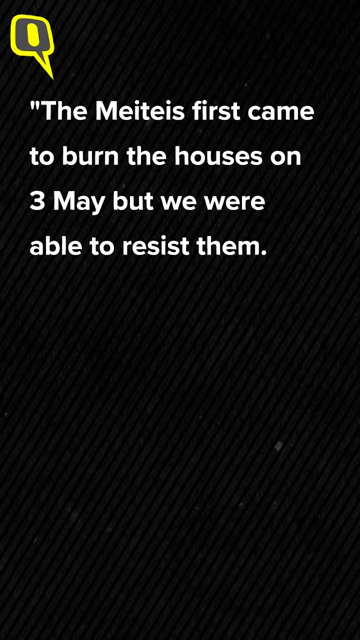 Q
"The Meiteis first came
to burn the houses on
3 May but we were
able to resist them.